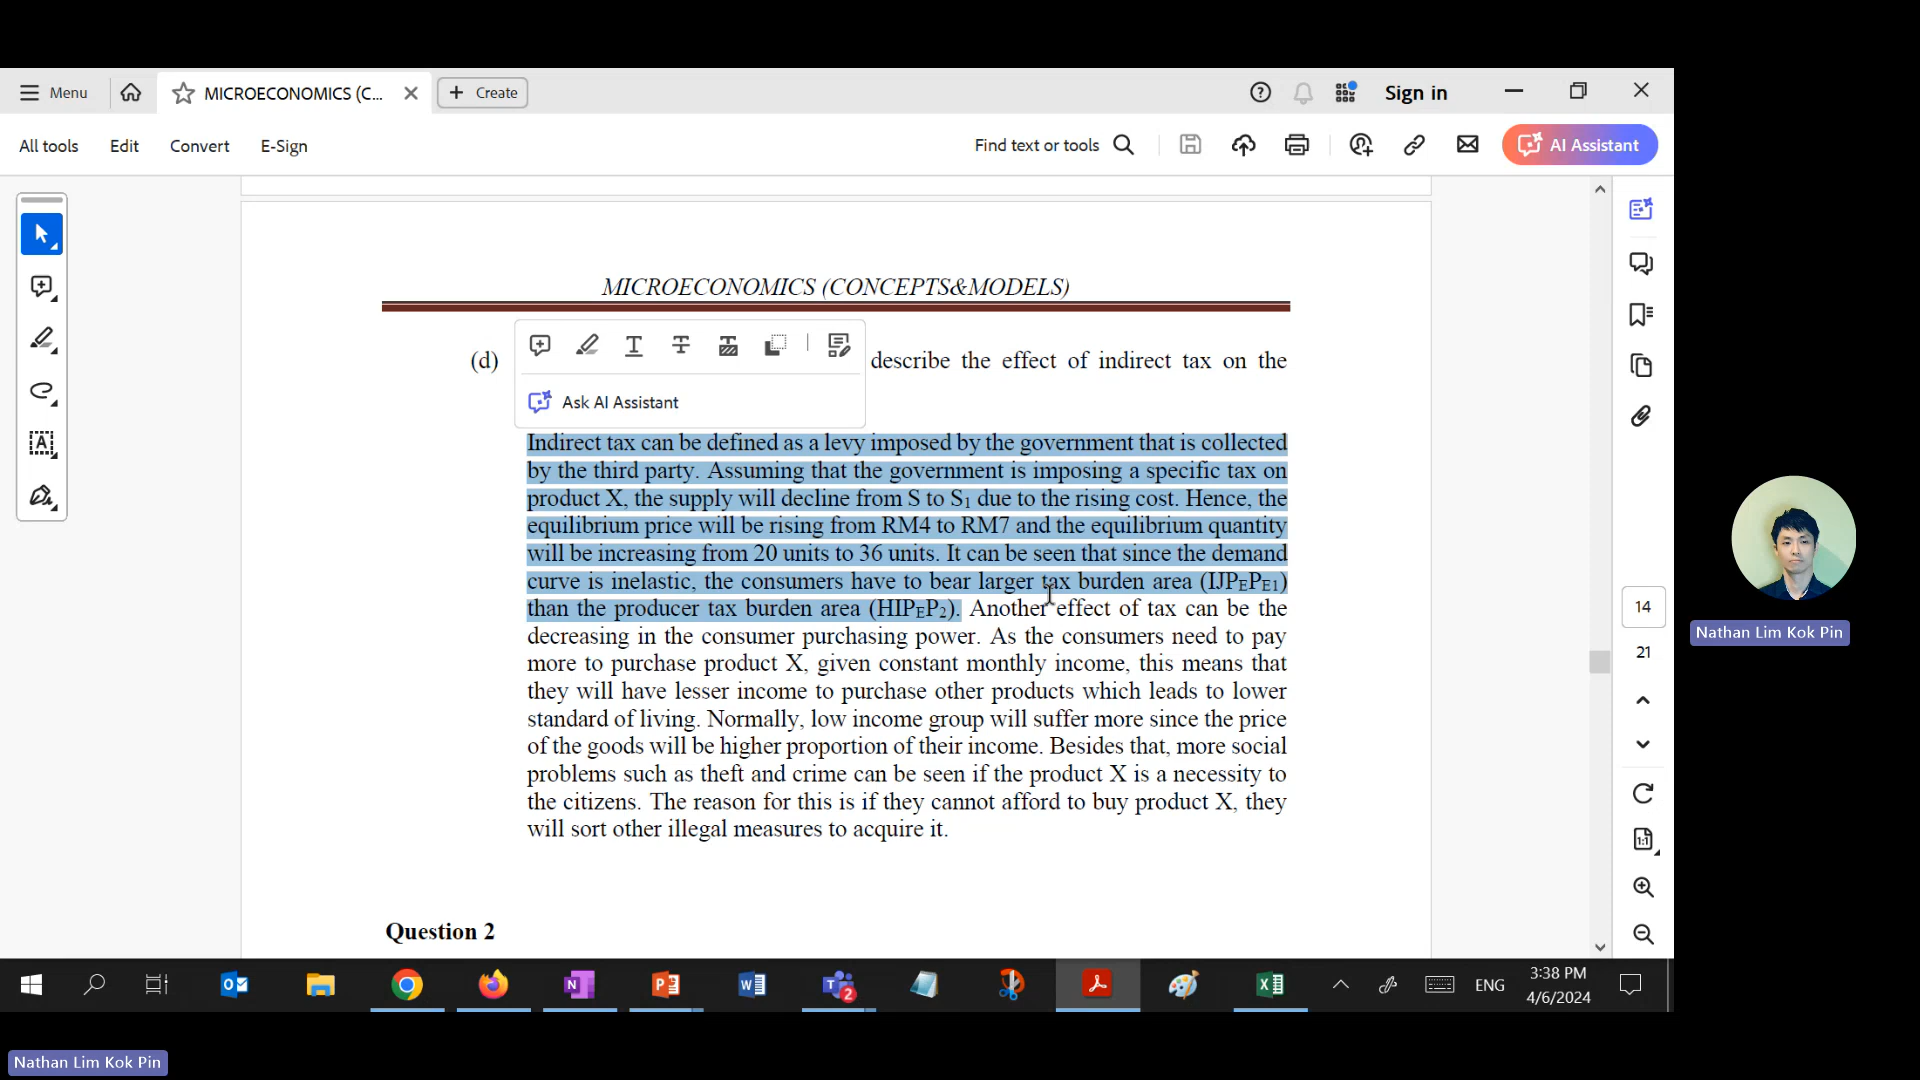 Menu
MICROECONOMICS (C...
Create
Sign in
All tools
Edit
Convert
E-Sign
Find text or tools
AI Assistant
MICROECONOMICS (CONCEPTS&MODELS)
(d)
describe the effect of indirect tax on the
Ask AI Assistant
Indirect tax can be defined as a levy imposed by the government that is collected
by the third party. Assuming that the government is imposing a specific tax on
product X, the supply will decline from S to S1 due to the rising cost. Hence, the
equilibrium price will be rising from RM4 to RM7 and the equilibrium quantity
will be increasing from 20 units to 36 units. It can be seen that since the demand
curve is inelastic, the consumers have to bear larger tax burden area (IJPEPE1)
than the producer tax burden area (HIPEP2). Another effect of tax can be the
decreasing in the consumer purchasing power. As the consumers need to pay
more to purchase product X, given constant monthly income, this means that
they will have lesser income to purchase other products which leads to lower
standard of living. Normally, low income group will suffer more since the price
of the goods will be higher proportion of their income. Besides that, more social
problems such as theft and crime can be seen if the product X is a necessity to
the citizens. The reason for this is if they cannot afford to buy product X, they
will sort other illegal measures to acquire it.
Question 2
14
21
Nathan Lim Kok Pin
2
ENG
3:38 PM
4/6/2024
Nathan Lim Kok Pin